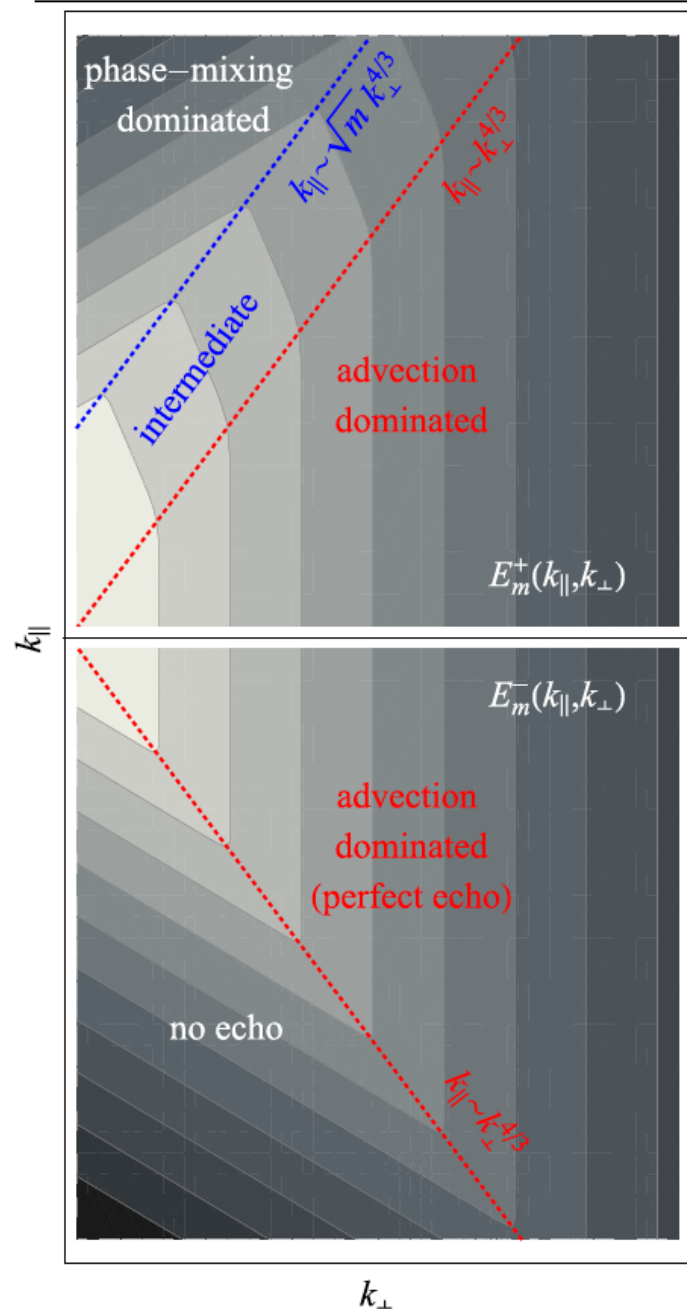 phase−mixing
dominated
k∥~√m k⊥^4/3
k∥~k⊥^4/3
intermediate
advection
dominated
E_m^+(k∥,k⊥)
k∥
E_m^−(k∥,k⊥)
advection
dominated
(perfect echo)
no echo
k∥~k⊥^4/3
k⊥